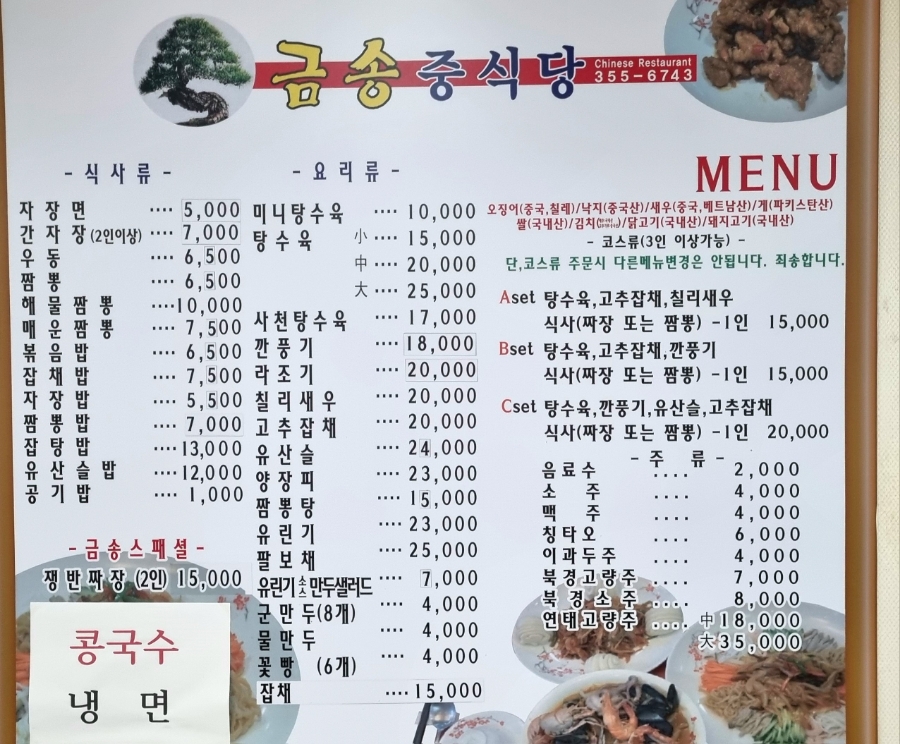 금송 중식당
Chinese Restaurant
355-6743
- 식사류 -
자장면 ···· 5,000
간자장(2인이상) ···· 7,000
우동 ···· 6,500
짬뽕 ···· 6,500
해물짬뽕 ····10,000
매운짬뽕 ···· 7,500
볶음밥 ···· 6,500
잡채밥 ···· 7,500
자장밥 ···· 5,500
짬뽕밥 ···· 7,000
잡탕밥 ···· 13,000
유산슬밥 ····12,000
공기밥 ···· 1,000
-금송스패셜-
쟁반짜장 (2인) 15,000
콩국수
냉면
- 요리류 -
미니탕수육 ···· 10,000
탕수육 小 ···· 15,000
中 ···· 20,000
大 ···· 25,000
사천탕수육 ···· 17,000
깐풍기 ···· 18,000
라조기 ···· 20,000
칠리새우 ···· 20,000
고추잡채 ···· 20,000
유산슬 ···· 24,000
양장피 ···· 23,000
짬뽕탕 ···· 15,000
유린기 ···· 23,000
팔보채 ···· 25,000
유린기소스만두샐러드 ···· 7,000
군만두(8개) ···· 4,000
물만두 ···· 4,000
꽃빵 (6개) ···· 4,000
잡채 ····15,000
MENU
오징어(중국,칠레)/낙지(중국산)/새우(중국,베트남산)/게(파키스탄산)
쌀(국내산)/김치/닭고기(국내산)/돼지고기(국내산)
- 코스류(3인 이상가능) -
단,코스류 주문시 다른메뉴변경은 안됩니다. 죄송합니다.
Aset 탕수육,고추잡채,칠리새우
식사(짜장 또는 짬뽕) -1인 15,000
Bset 탕수육,고추잡채,깐풍기
식사(짜장 또는 짬뽕) -1인 15,000
Cset 탕수육,깐풍기,유산슬,고추잡채
식사(짜장 또는 짬뽕) -1인 20,000
- 주류 -
음료수 .... 2,000
소주 .... 4,000
맥주 .... 4,000
칭타오 .... 6,000
이과두주 .... 4,000
북경고량주 .... 7,000
북경소주 .... 8,000
연태고량주 .... 中18,000
大35,000